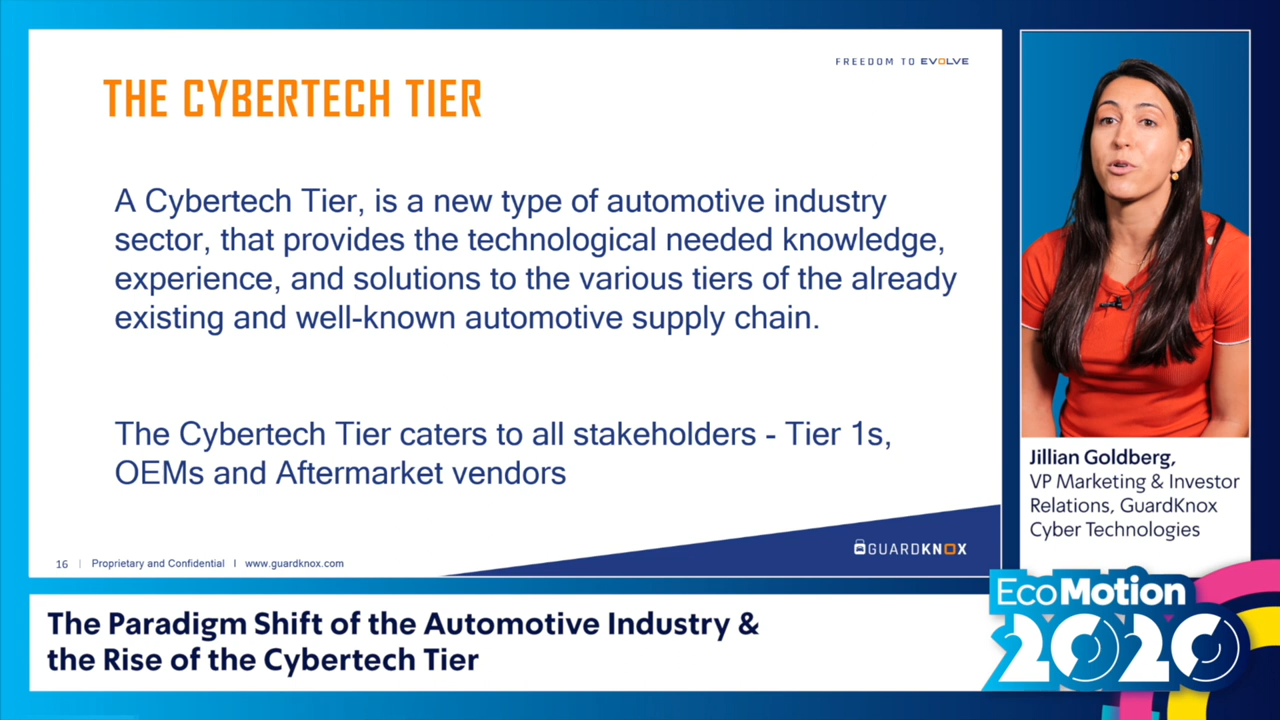 FREEDOM TO EVOLVE
THE CYBERTECH TIER
A Cybertech Tier, is a new type of automotive industry
sector, that provides the technological needed knowledge,
experience, and solutions to the various tiers of the already
existing and well-known automotive supply chain.
The Cybertech Tier caters to all stakeholders - Tier 1s,
OEMs and Aftermarket vendors
GUARDKNOX
16 | Proprietary and Confidential | www.guardknox.com
Jillian Goldberg,
VP Marketing & Investor
Relations, GuardKnox
Cyber Technologies
The Paradigm Shift of the Automotive Industry &
the Rise of the Cybertech Tier
EcoMotion
2020